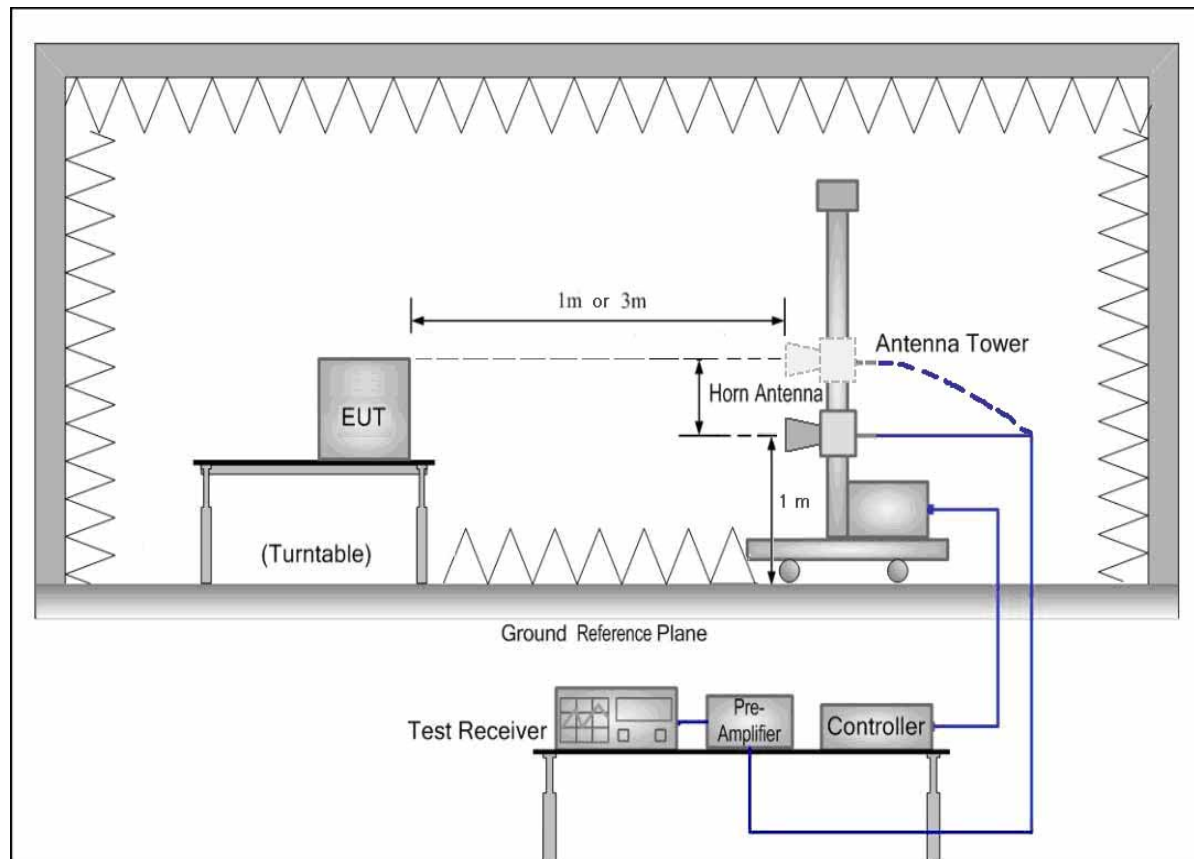 1m or 3m
Antenna Tower
Horn Antenna
EUT
1 m
(Turntable)
Ground Reference Plane
Test Receiver
Pre-
Amplifier
Controller